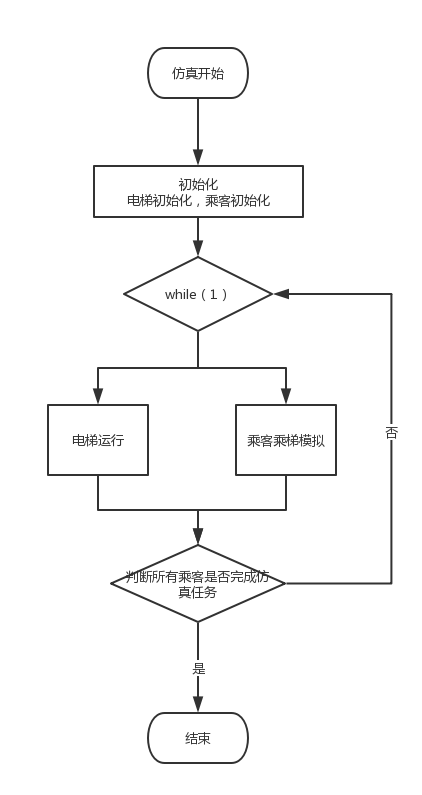 仿真开始
初始化
电梯初始化，乘客初始化
while（1）
电梯运行
乘客乘梯模拟
否
判断所有乘客是否完成仿
真任务
是
结束